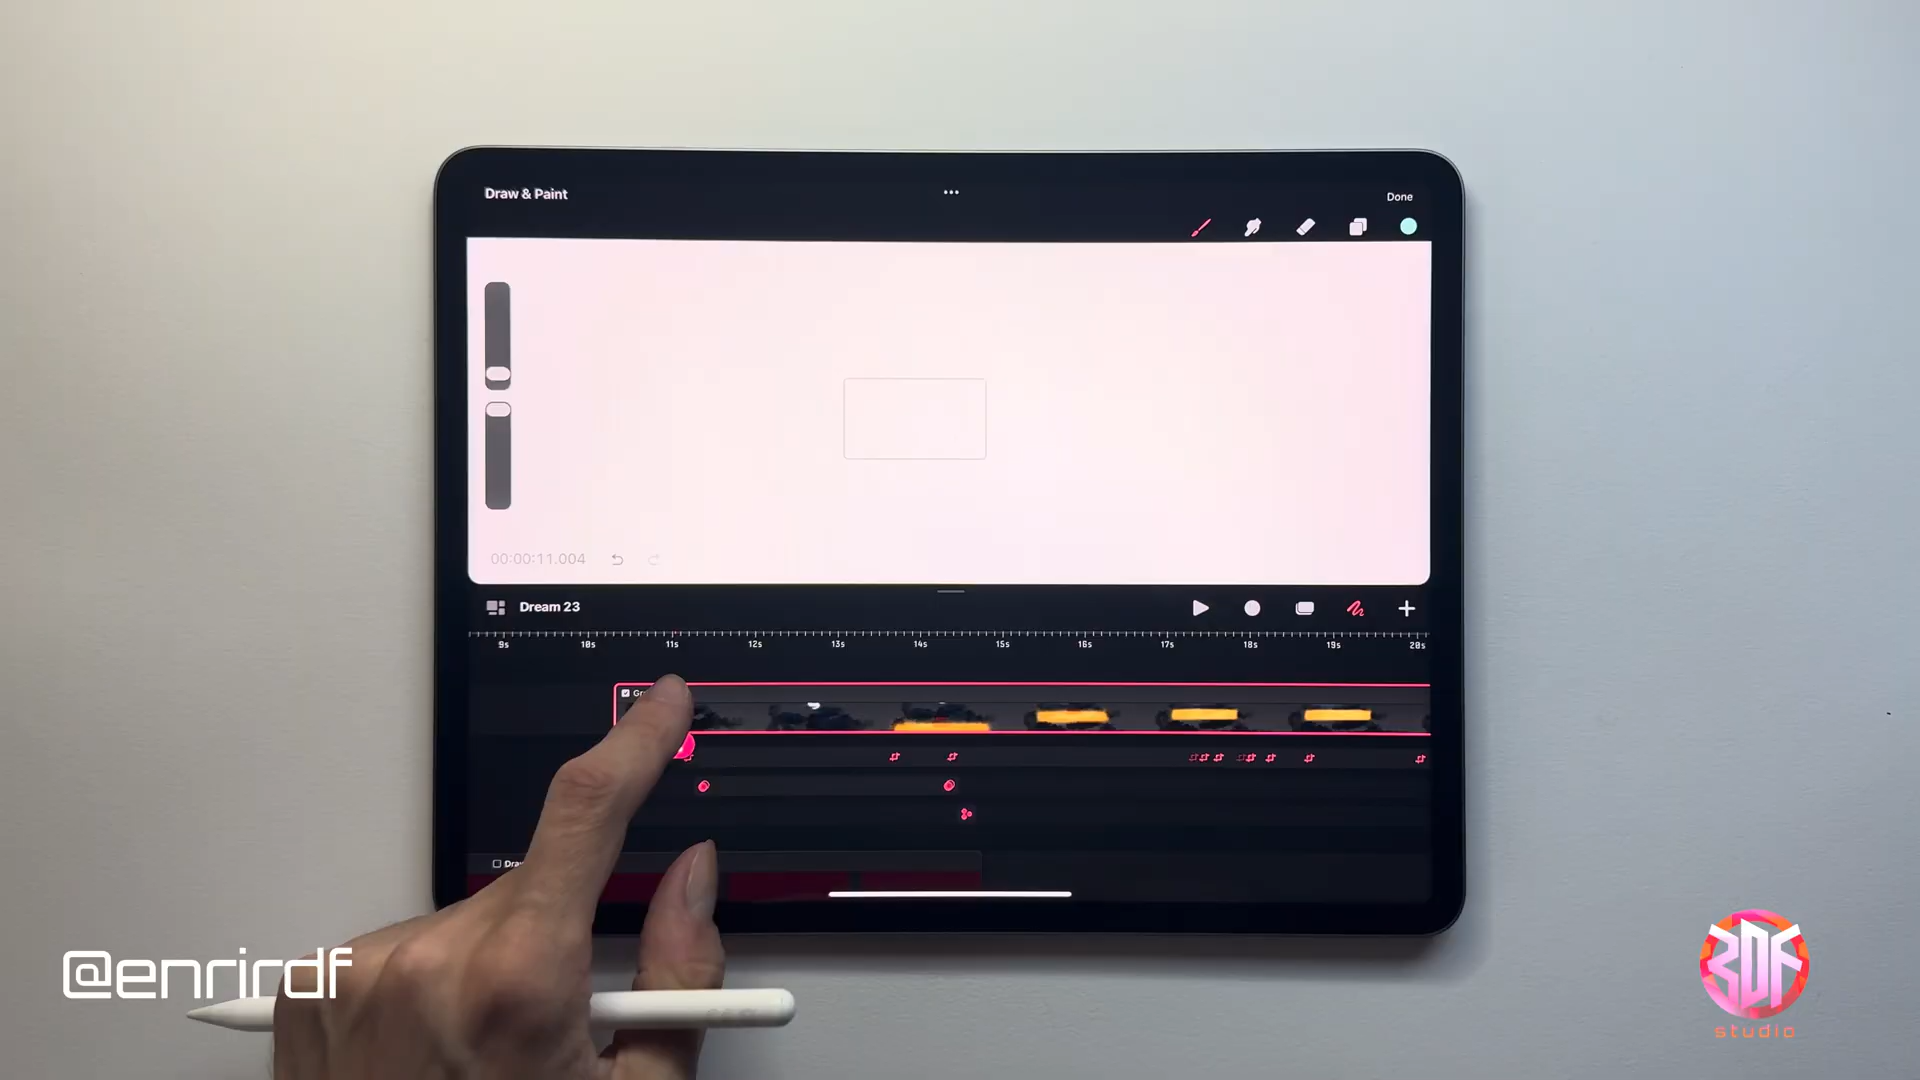 Draw & Paint
Done
00:00:11.004
Dream 23
9s 10s 11s 12s 13s 14s 15s 16s 17s 18s 19s 20s
@enrirdf
RDF
studio